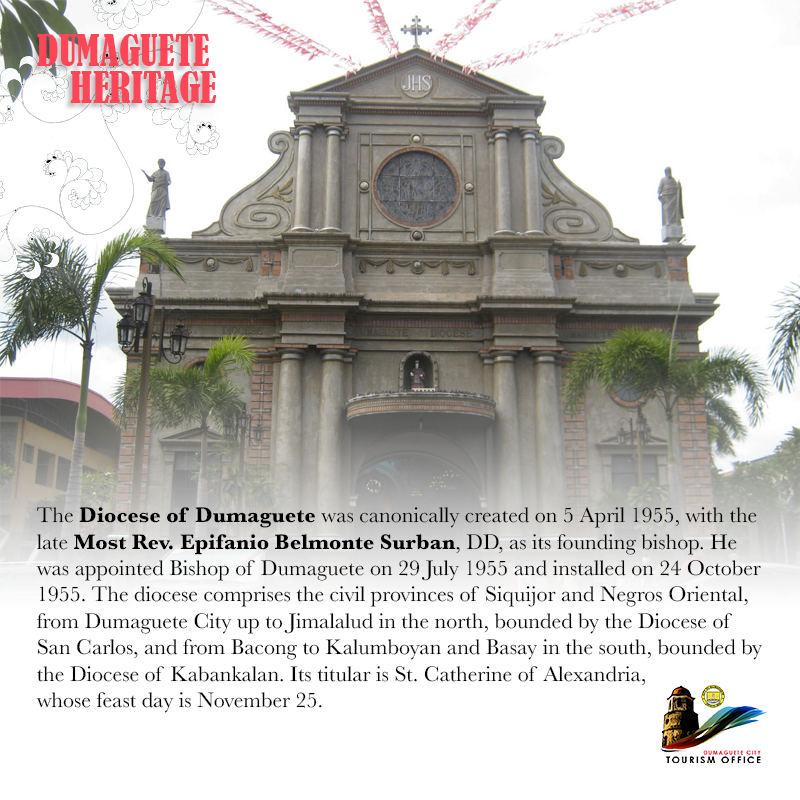 DUMAGUETE
HERITAGE
JHS
DIOCESE
The Diocese of Dumaguete was canonically created on 5 April 1955, with the
late Most Rev. Epifanio Belmonte Surban, DD, as its founding bishop. He
was appointed Bishop of Dumaguete on 29 July 1955 and installed on 24 October
1955. The diocese comprises the civil provinces of Siquijor and Negros Oriental,
from Dumaguete City up to Jimalalud in the north, bounded by the Diocese of
San Carlos, and from Bacong to Kalumboyan and Basay in the south, bounded by
the Diocese of Kabankalan. Its titular is St. Catherine of Alexandria,
whose feast day is November 25.
DUMAGUETE CITY
TOURISM OFFICE